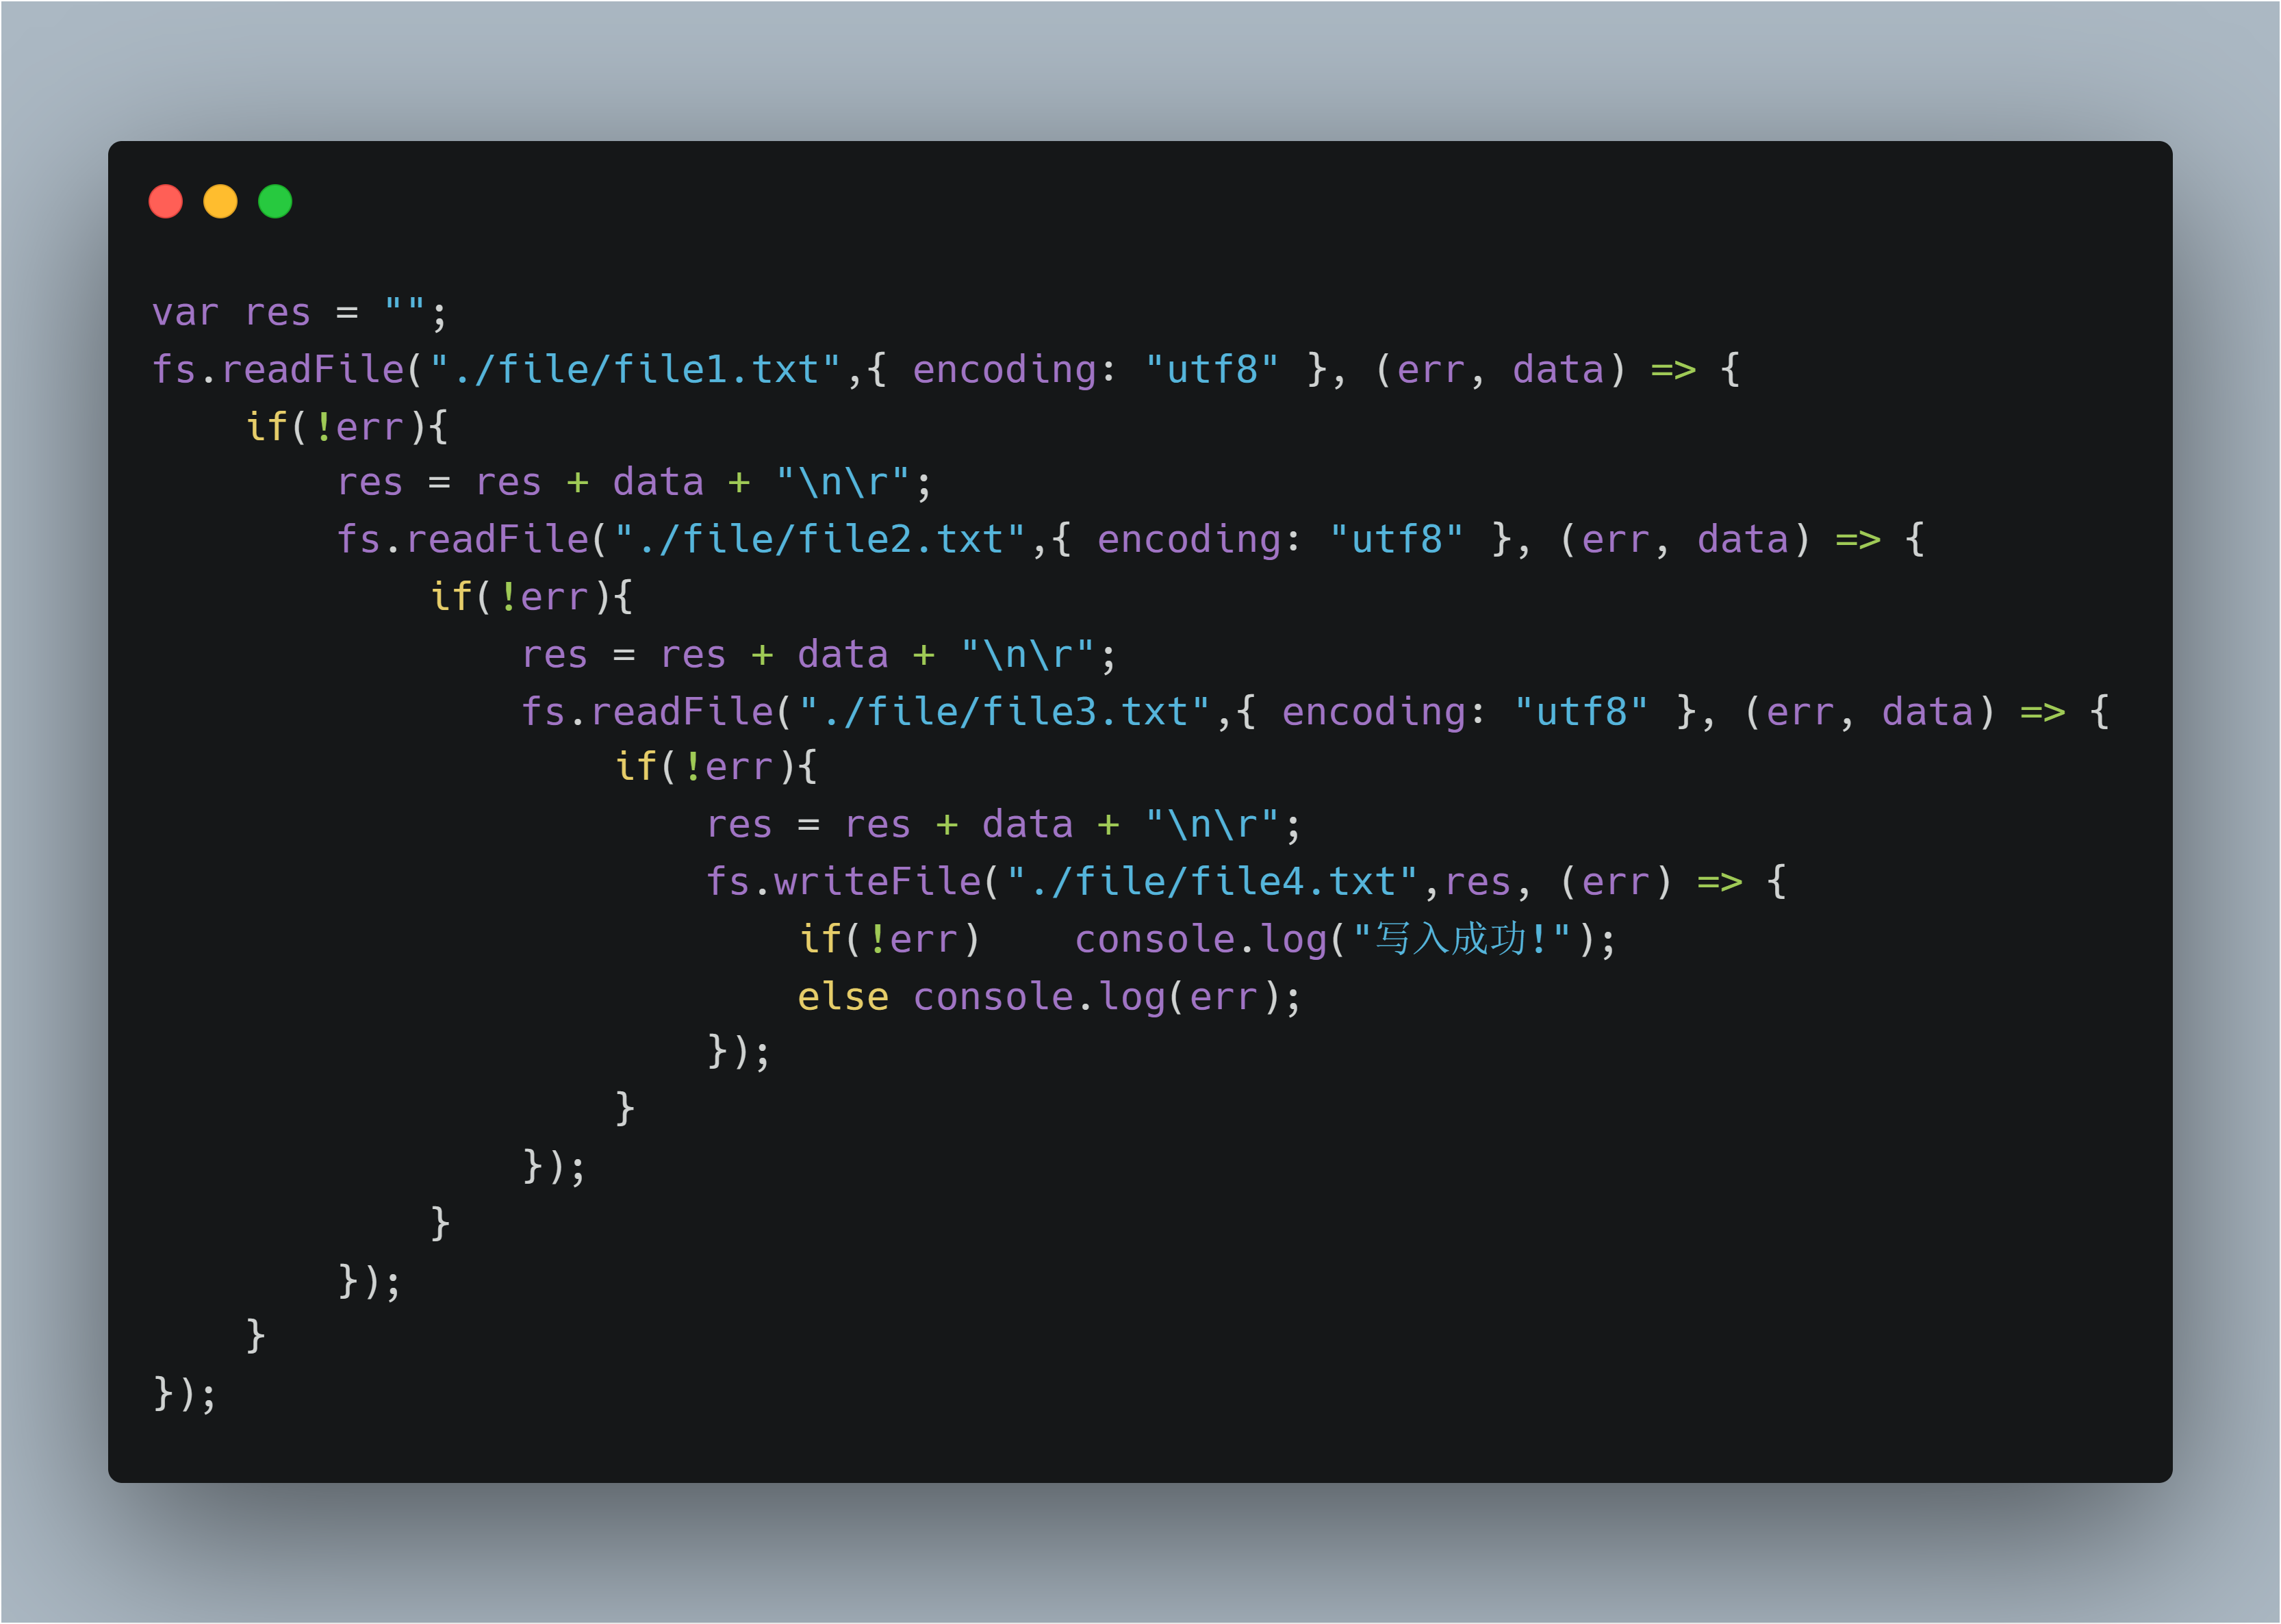 var res = "";
fs.readFile("./file/file1.txt",{ encoding: "utf8" }, (err, data) => {
    if(!err){
        res = res + data + "\n\r";
        fs.readFile("./file/file2.txt",{ encoding: "utf8" }, (err, data) => {
            if(!err){
                res = res + data + "\n\r";
                fs.readFile("./file/file3.txt",{ encoding: "utf8" }, (err, data) => {
                    if(!err){
                        res = res + data + "\n\r";
                        fs.writeFile("./file/file4.txt",res, (err) => {
                            if(!err)    console.log("写入成功!");
                            else console.log(err);
                        });
                    }
                });
            }
        });
    }
});